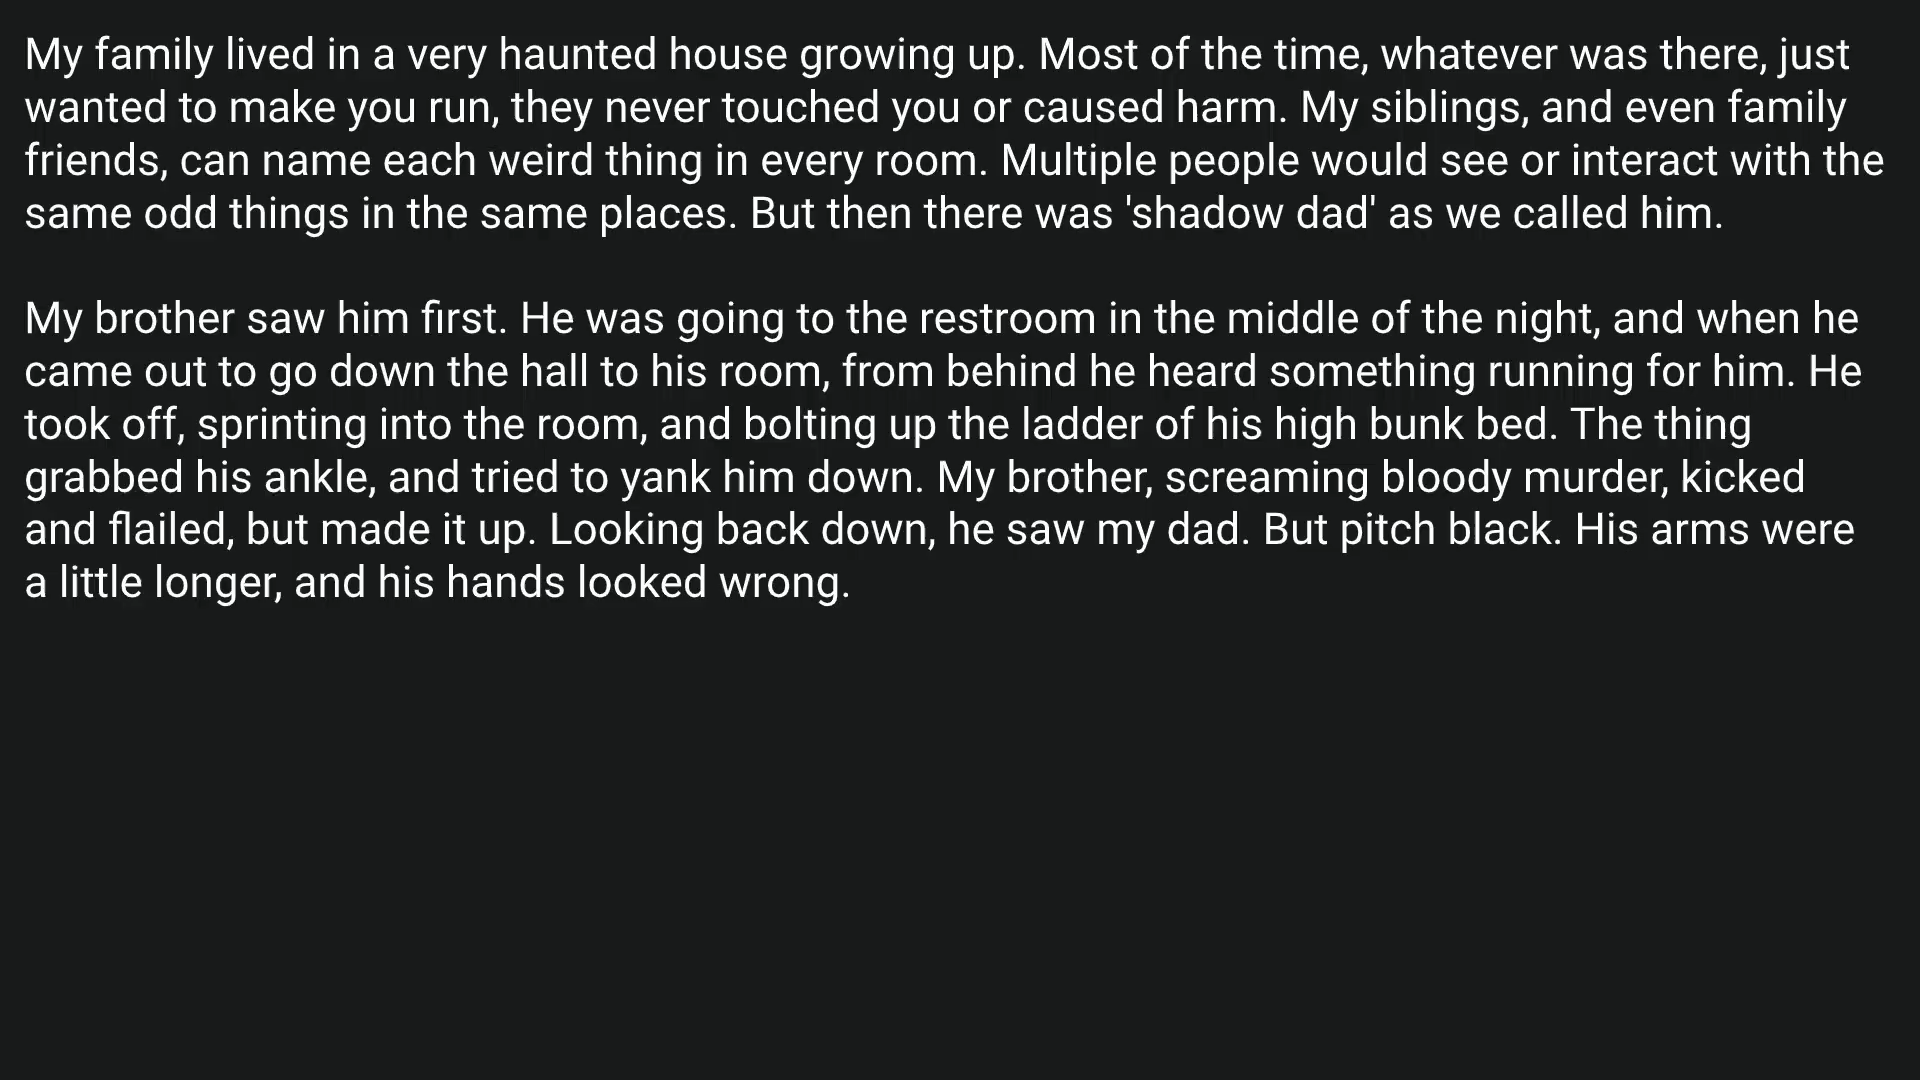 My family lived in a very haunted house growing up. Most of the time, whatever was there, just
wanted to make you run, they never touched you or caused harm. My siblings, and even family
friends, can name each weird thing in every room. Multiple people would see or interact with the
same odd things in the same places. But then there was 'shadow dad' as we called him.
My brother saw him first. He was going to the restroom in the middle of the night, and when he
came out to go down the hall to his room, from behind he heard something running for him. He
took off, sprinting into the room, and bolting up the ladder of his high bunk bed. The thing
grabbed his ankle, and tried to yank him down. My brother, screaming bloody murder, kicked
and flailed, but made it up. Looking back down, he saw my dad. But pitch black. His arms were
a little longer, and his hands looked wrong.